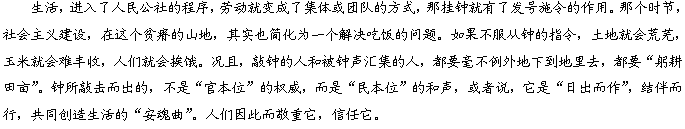 生活，进入了人民公社的程序，劳动就变成了集体或团队的方式，那挂钟就有了发号施令的作用。那个时节，
社会主义建设，在这个贫瘠的山地，其实也简化为一个解决吃饭的问题。如果不服从钟的指令，土地就会荒芜，
玉米就会难丰收，人们就会挨饿。况且，敲钟的人和被钟声汇集的人，都要毫不例外地下到地里去，都要“躬耕
田亩”。钟所敲击而出的，不是“官本位”的权威，而是“民本位”的和声，或者说，它是“日出而作”，结伴而
行，共同创造生活的“安魂曲”。人们因此而敬重它，信任它。